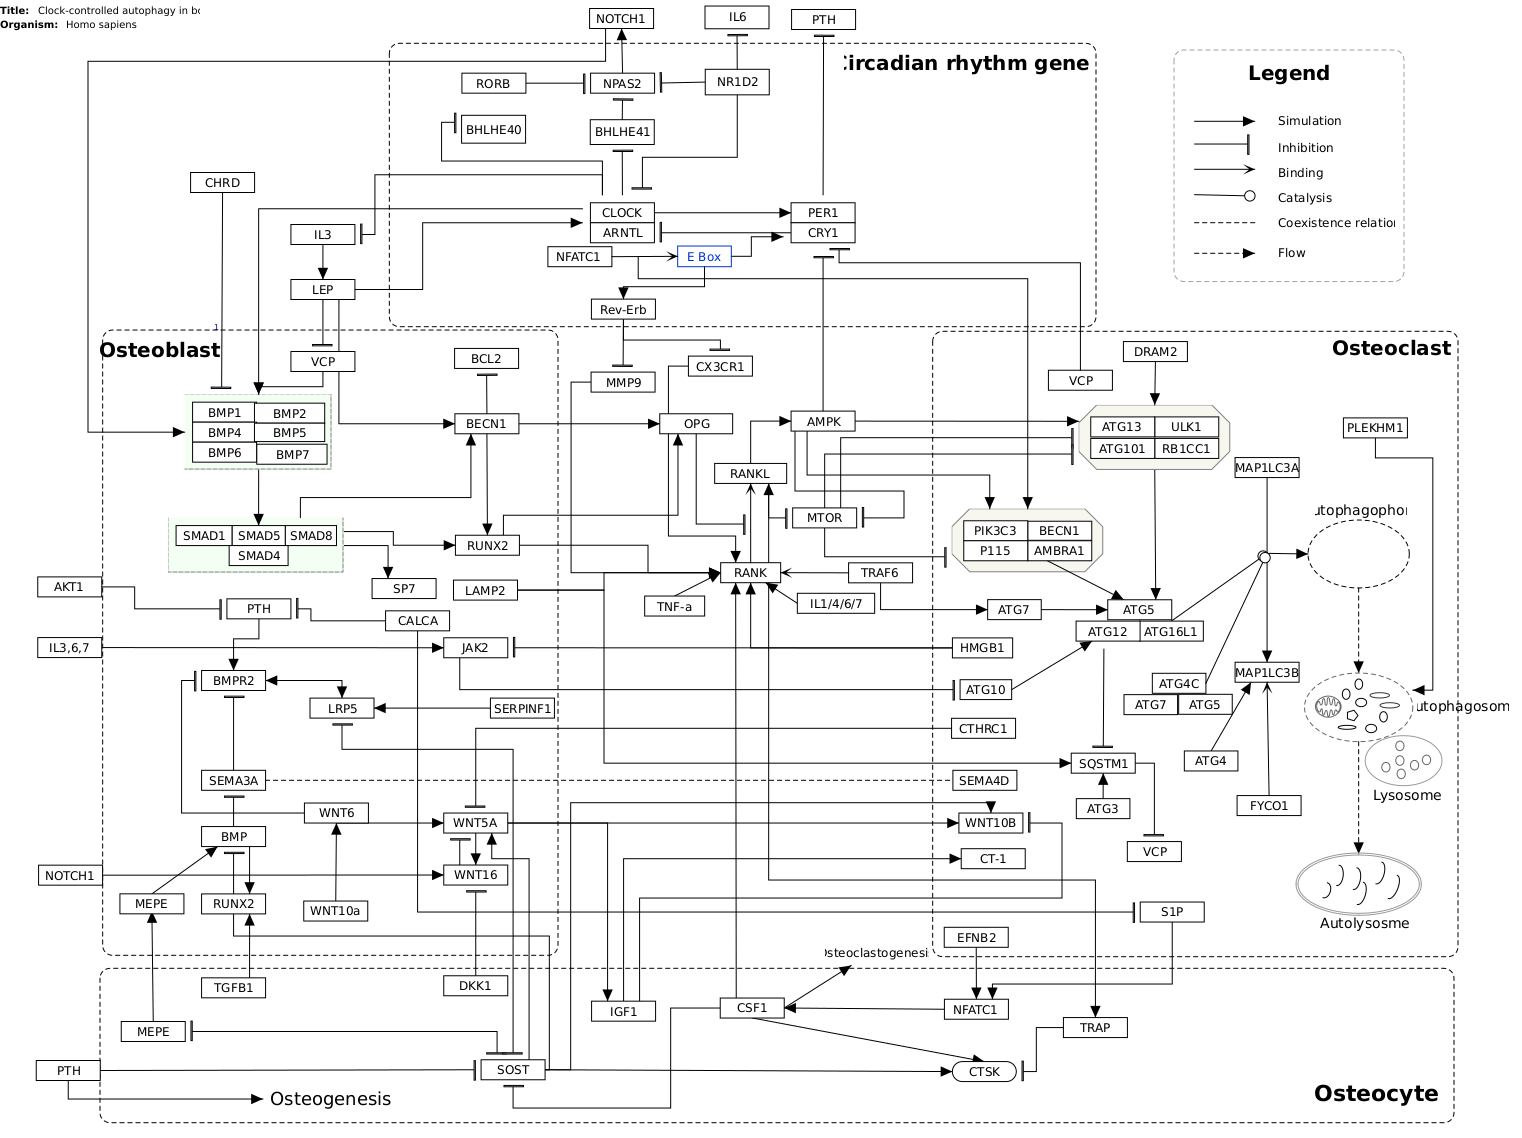 Title: Clock-controlled autophagy in bo
Organism: Homo sapiens
NOTCH1
IL6
PTH
ircadian rhythm gene
RORB
NPAS2
NR1D2
BHLHE40
BHLHE41
CHRD
CLOCK
ARNTL
PER1
CRY1
IL3
NFATC1
E Box
LEP
Rev-Erb
Legend
Simulation
Inhibition
Binding
Catalysis
Coexistence relation
Flow
1
Osteoblast
VCP
BCL2
MMP9
CX3CR1
Osteoclast
DRAM2
VCP
BMP1
BMP2
BMP4
BMP5
BMP6
BMP7
BECN1
OPG
AMPK
ATG13
ULK1
ATG101
RB1CC1
PLEKHM1
RANKL
MAP1LC3A
MTOR
utophagophor
SMAD1
SMAD5
SMAD8
SMAD4
RUNX2
PIK3C3
BECN1
P115
AMBRA1
SP7
LAMP2
RANK
TRAF6
AKT1
PTH
CALCA
TNF-a
IL1/4/6/7
ATG7
ATG5
ATG12
ATG16L1
IL3,6,7
JAK2
HMGB1
BMPR2
LRP5
SERPINF1
ATG10
MAP1LC3B
ATG4C
ATG7
ATG5
utophagosom
CTHRC1
SQSTM1
ATG4
SEMA3A
SEMA4D
Lysosome
WNT6
WNT5A
WNT10B
ATG3
FYCO1
BMP
CT-1
VCP
NOTCH1
WNT16
MEPE
RUNX2
WNT10a
S1P
Autolysosme
EFNB2
steoclastogenesi
TGFB1
DKK1
IGF1
CSF1
NFATC1
MEPE
TRAP
PTH
SOST
CTSK
Osteogenesis
Osteocyte